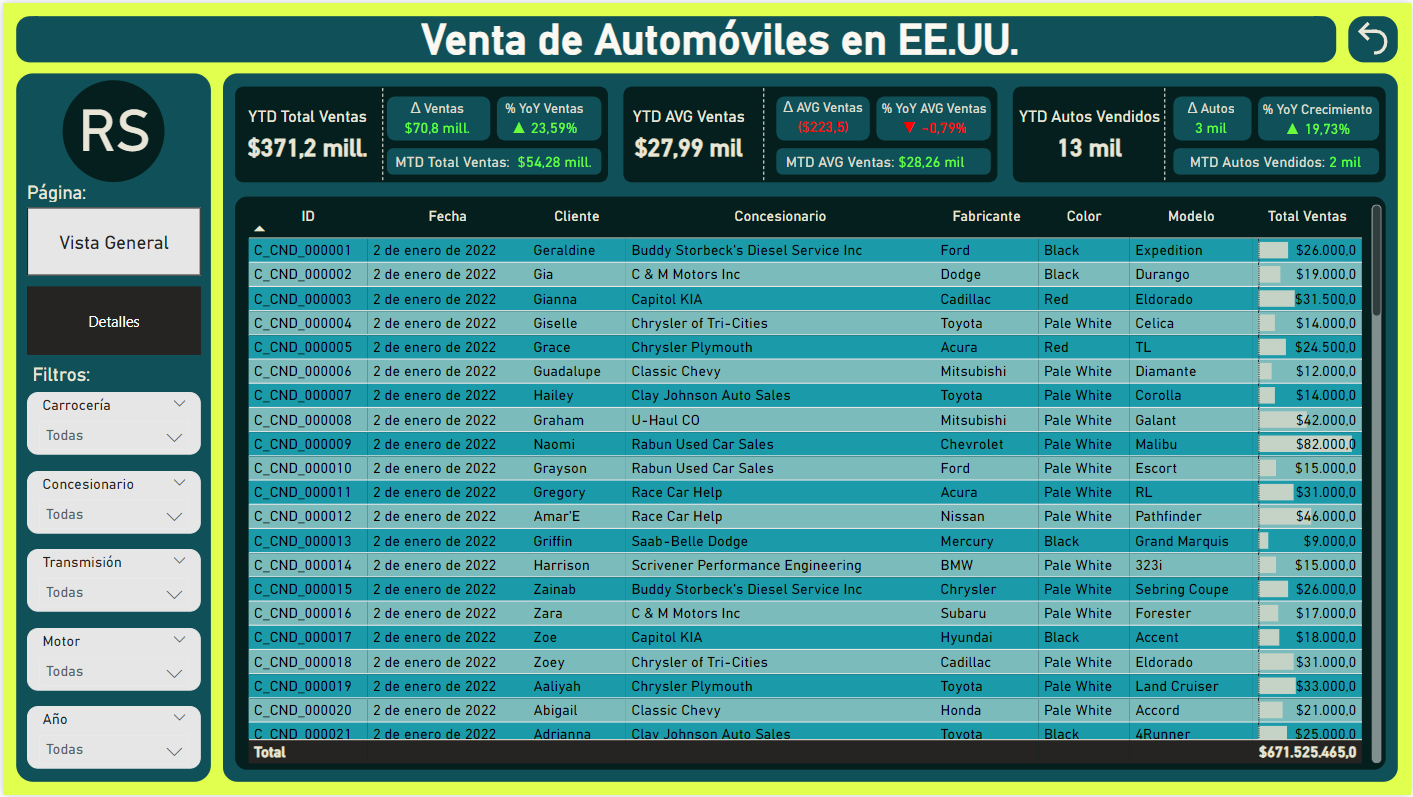 Venta de Automóviles en EE.UU.
RS
Página:
Vista General
Detalles
Filtros:
Carrocería
Todas
Concesionario
Todas
Transmisión
Todas
Motor
Todas
Año
Todas
YTD Total Ventas
$371,2 mill.
Δ Ventas
$70,8 mill.
% YoY Ventas
▲ 23,59%
MTD Total Ventas: $54,28 mill.
YTD AVG Ventas
$27,99 mil
Δ AVG Ventas
($223,5)
% YoY AVG Ventas
▼ -0,79%
MTD AVG Ventas: $28,26 mil
YTD Autos Vendidos
13 mil
Δ Autos
3 mil
% YoY Crecimiento
▲ 19,73%
MTD Autos Vendidos: 2 mil
ID Fecha Cliente Concesionario Fabricante Color Modelo Total Ventas
C_CND_000001 2 de enero de 2022 Geraldine Buddy Storbeck's Diesel Service Inc Ford Black Expedition $26.000,0
C_CND_000002 2 de enero de 2022 Gia C & M Motors Inc Dodge Black Durango $19.000,0
C_CND_000003 2 de enero de 2022 Gianna Capitol KIA Cadillac Red Eldorado $31.500,0
C_CND_000004 2 de enero de 2022 Giselle Chrysler of Tri-Cities Toyota Pale White Celica $14.000,0
C_CND_000005 2 de enero de 2022 Grace Chrysler Plymouth Acura Red TL $24.500,0
C_CND_000006 2 de enero de 2022 Guadalupe Classic Chevy Mitsubishi Pale White Diamante $12.000,0
C_CND_000007 2 de enero de 2022 Hailey Clay Johnson Auto Sales Toyota Pale White Corolla $14.000,0
C_CND_000008 2 de enero de 2022 Graham U-Haul CO Mitsubishi Pale White Galant $42.000,0
C_CND_000009 2 de enero de 2022 Naomi Rabun Used Car Sales Chevrolet Pale White Malibu $82.000,0
C_CND_000010 2 de enero de 2022 Grayson Rabun Used Car Sales Ford Pale White Escort $15.000,0
C_CND_000011 2 de enero de 2022 Gregory Race Car Help Acura Pale White RL $31.000,0
C_CND_000012 2 de enero de 2022 Amar'E Race Car Help Nissan Pale White Pathfinder $46.000,0
C_CND_000013 2 de enero de 2022 Griffin Saab-Belle Dodge Mercury Black Grand Marquis $9.000,0
C_CND_000014 2 de enero de 2022 Harrison Scrivener Performance Engineering BMW Pale White 323i $15.000,0
C_CND_000015 2 de enero de 2022 Zainab Buddy Storbeck's Diesel Service Inc Chrysler Pale White Sebring Coupe $26.000,0
C_CND_000016 2 de enero de 2022 Zara C & M Motors Inc Subaru Pale White Forester $17.000,0
C_CND_000017 2 de enero de 2022 Zoe Capitol KIA Hyundai Black Accent $18.000,0
C_CND_000018 2 de enero de 2022 Zoey Chrysler of Tri-Cities Cadillac Pale White Eldorado $31.000,0
C_CND_000019 2 de enero de 2022 Aaliyah Chrysler Plymouth Toyota Pale White Land Cruiser $33.000,0
C_CND_000020 2 de enero de 2022 Abigail Classic Chevy Honda Pale White Accord $21.000,0
C_CND_000021 2 de enero de 2022 Adrianna Clay Johnson Auto Sales Toyota Black 4Runner $25.000,0
Total $671.525.465,0